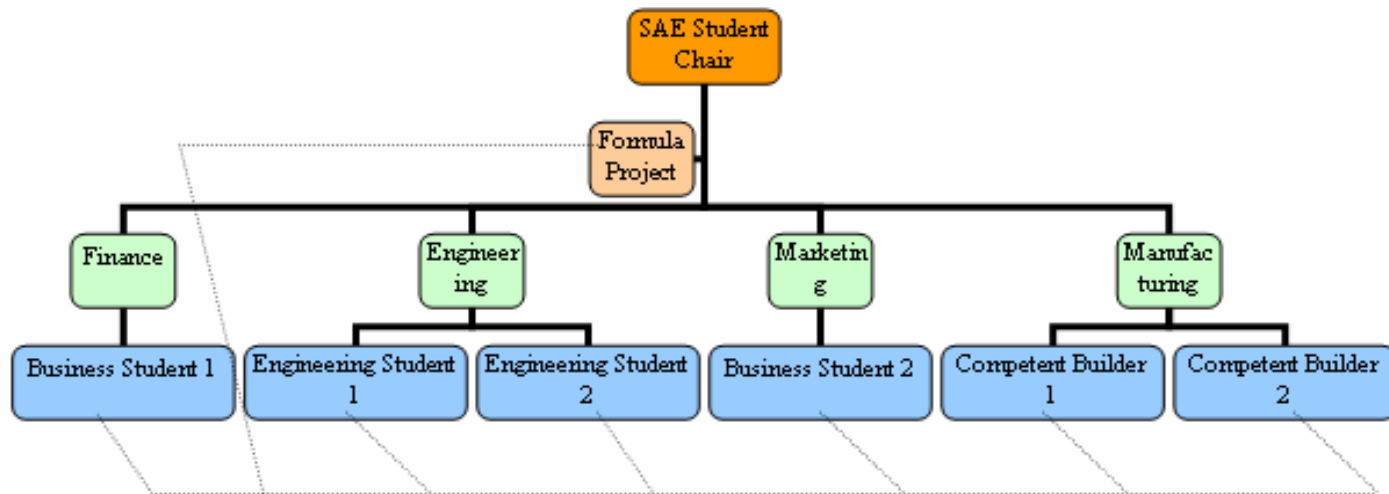 SAE Student
Chair
Formula
Project
Finance
Engineer
ing
Marketin
g
Manufac
turing
Business Student 1
Engineering Student
1
Engineering Student
2
Business Student 2
Competent Builder
1
Competent Builder
2